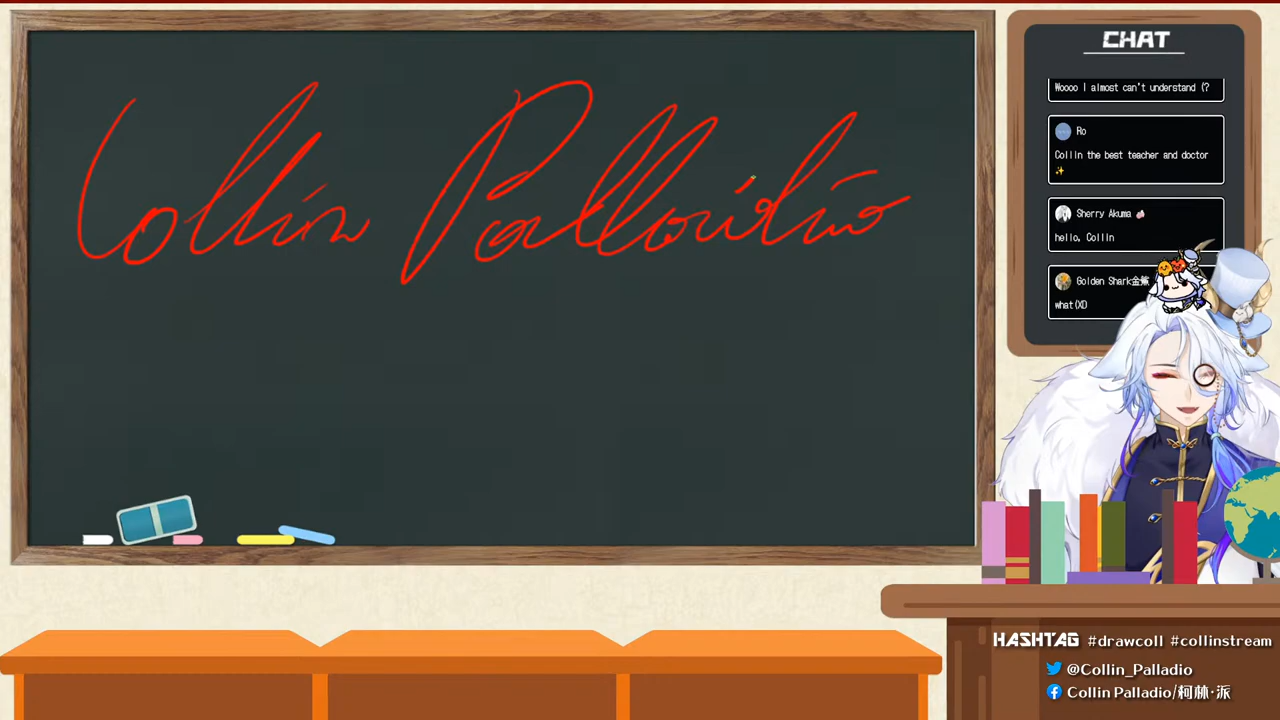 Collin Palladio
CHAT
Woooo I almost can't understand (?
Ro
Collin the best teacher and doctor
✨
Sherry Akuma
hello, Collin
Golden Shark金鯊
what(XD
HASHTAG #drawcoll #collinstream
@Collin_Palladio
Collin Palladio/柯林·派